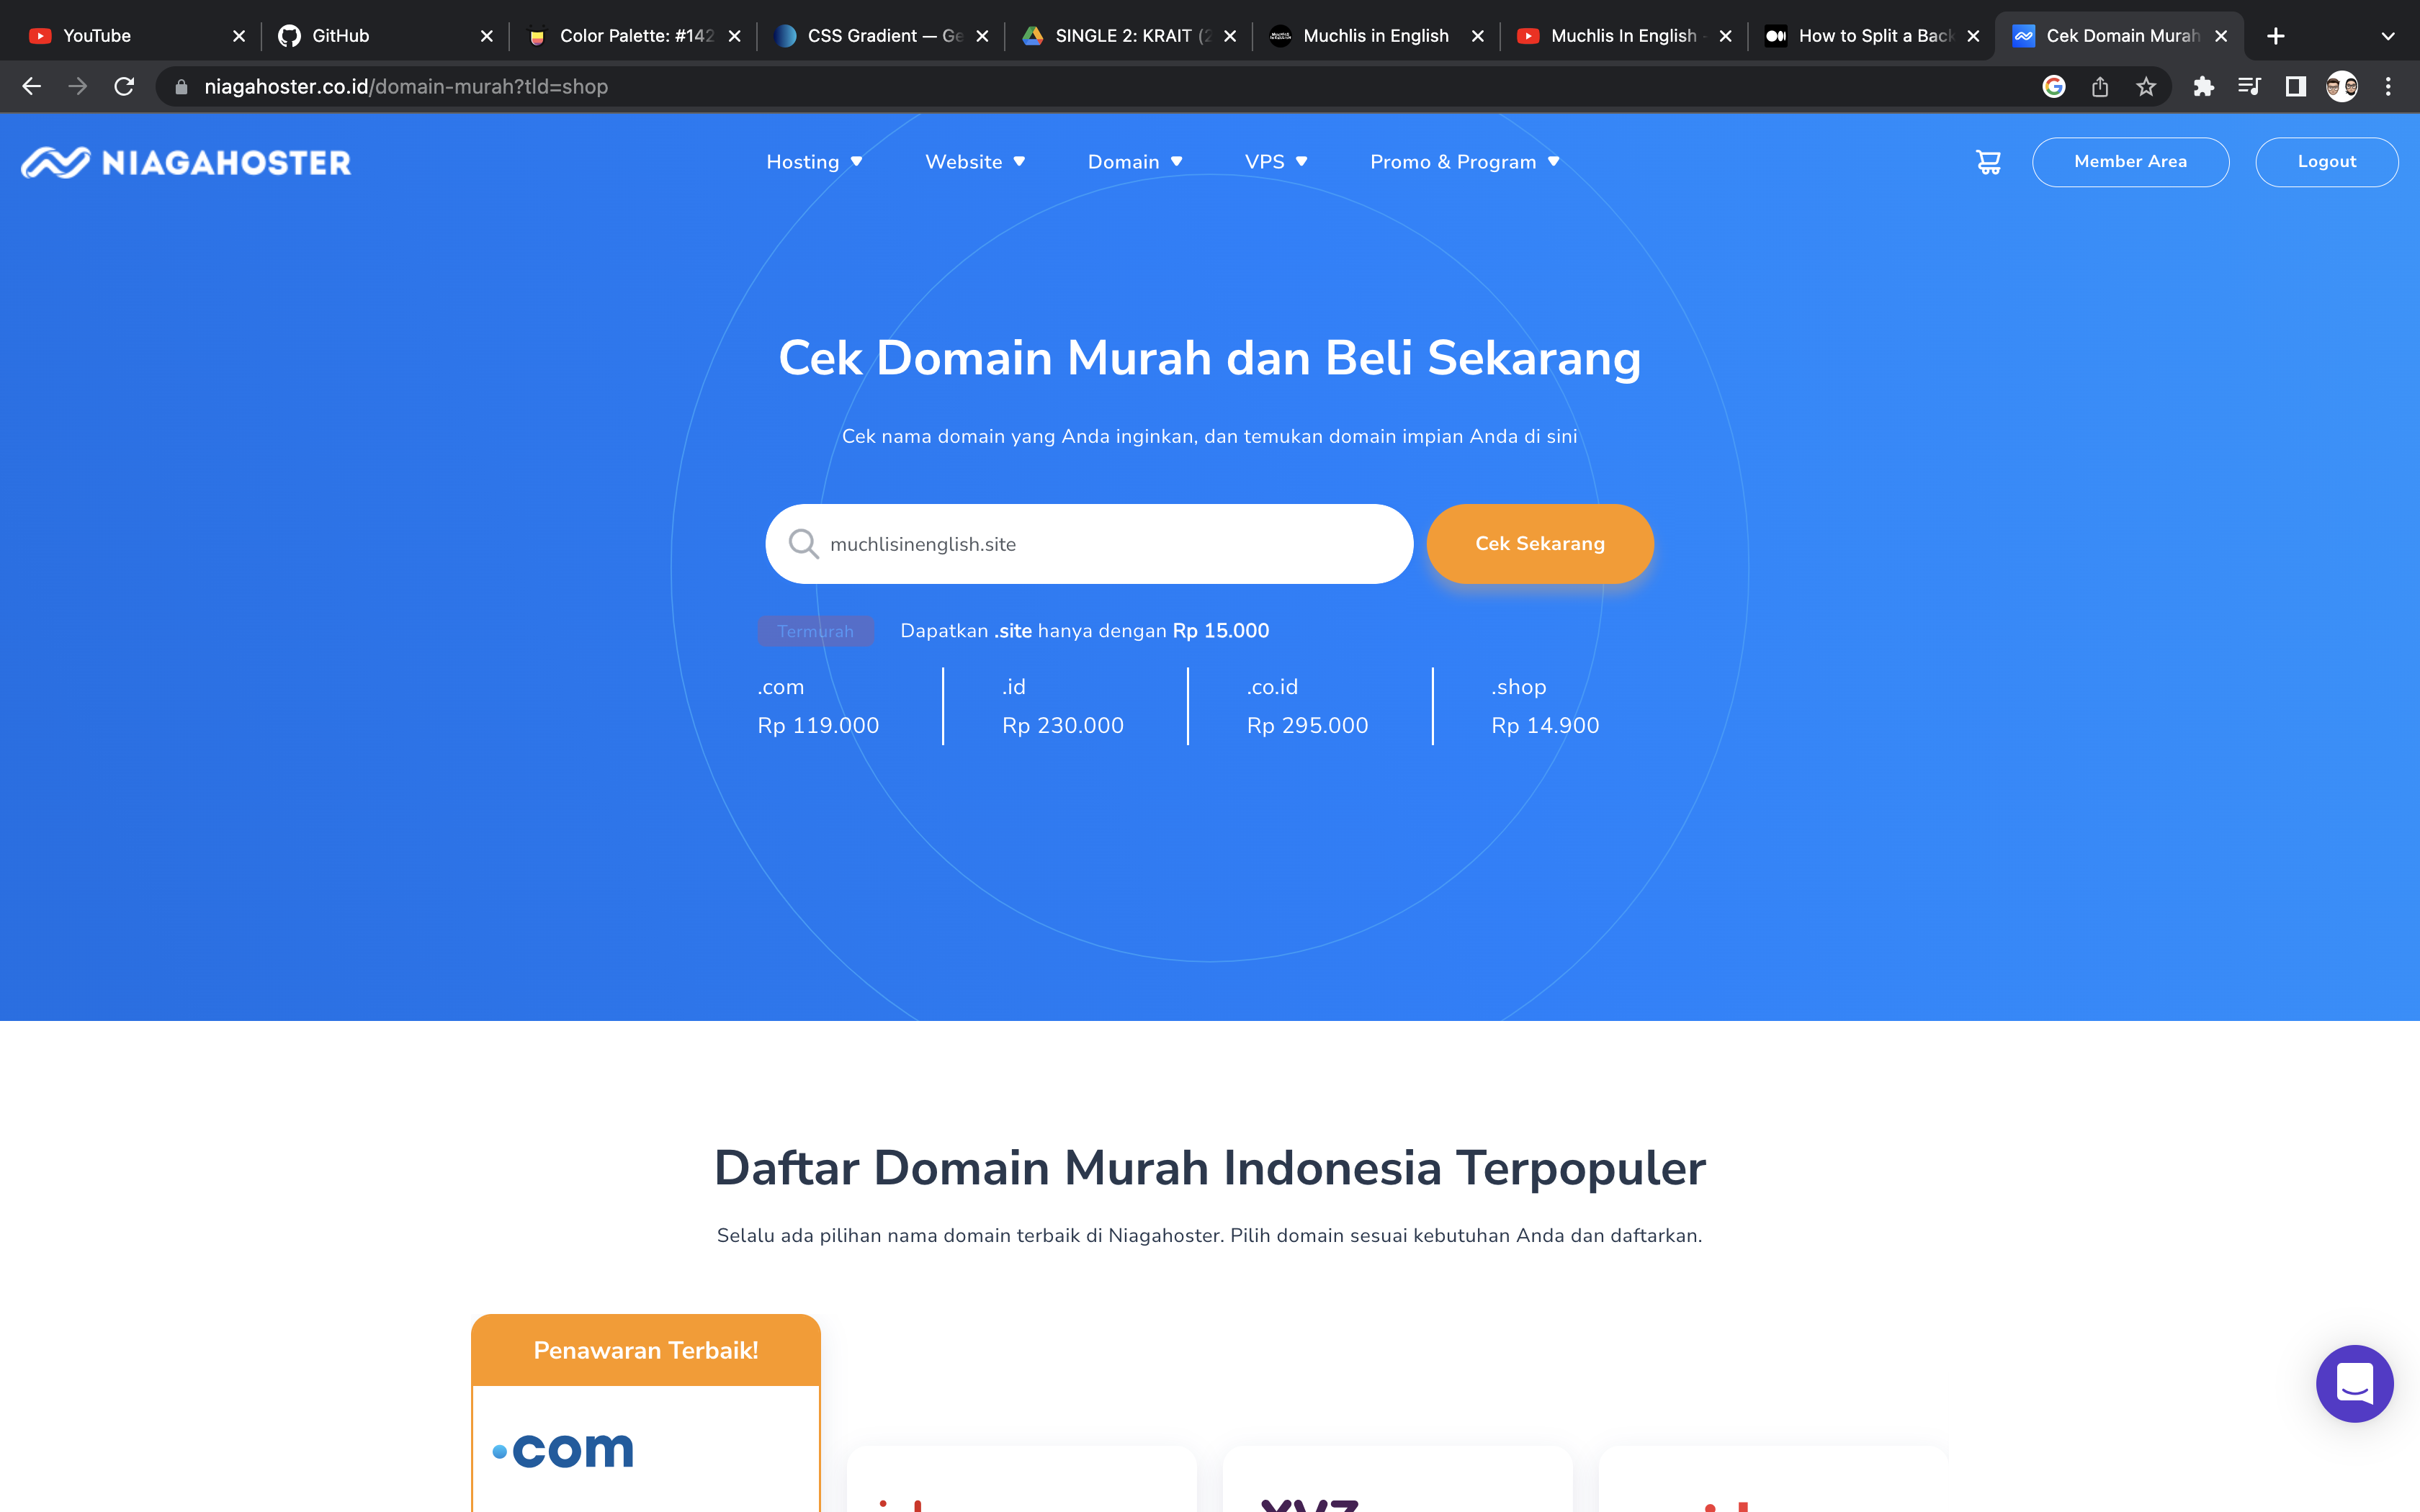 YouTube
GitHub
Color Palette: #142
CSS Gradient — Ge
SINGLE 2: KRAIT (2
Muchlis in English
Muchlis In English -
How to Split a Back
Cek Domain Murah
niagahoster.co.id/domain-murah?tld=shop
NIAGAHOSTER
Hosting
Website
Domain
VPS
Promo & Program
Member Area
Logout
Cek Domain Murah dan Beli Sekarang
Cek nama domain yang Anda inginkan, dan temukan domain impian Anda di sini
muchlisinenglish.site
Cek Sekarang
Termurah
Dapatkan .site hanya dengan Rp 15.000
.com
Rp 119.000
.id
Rp 230.000
.co.id
Rp 295.000
.shop
Rp 14.900
Daftar Domain Murah Indonesia Terpopuler
Selalu ada pilihan nama domain terbaik di Niagahoster. Pilih domain sesuai kebutuhan Anda dan daftarkan.
Penawaran Terbaik!
.com